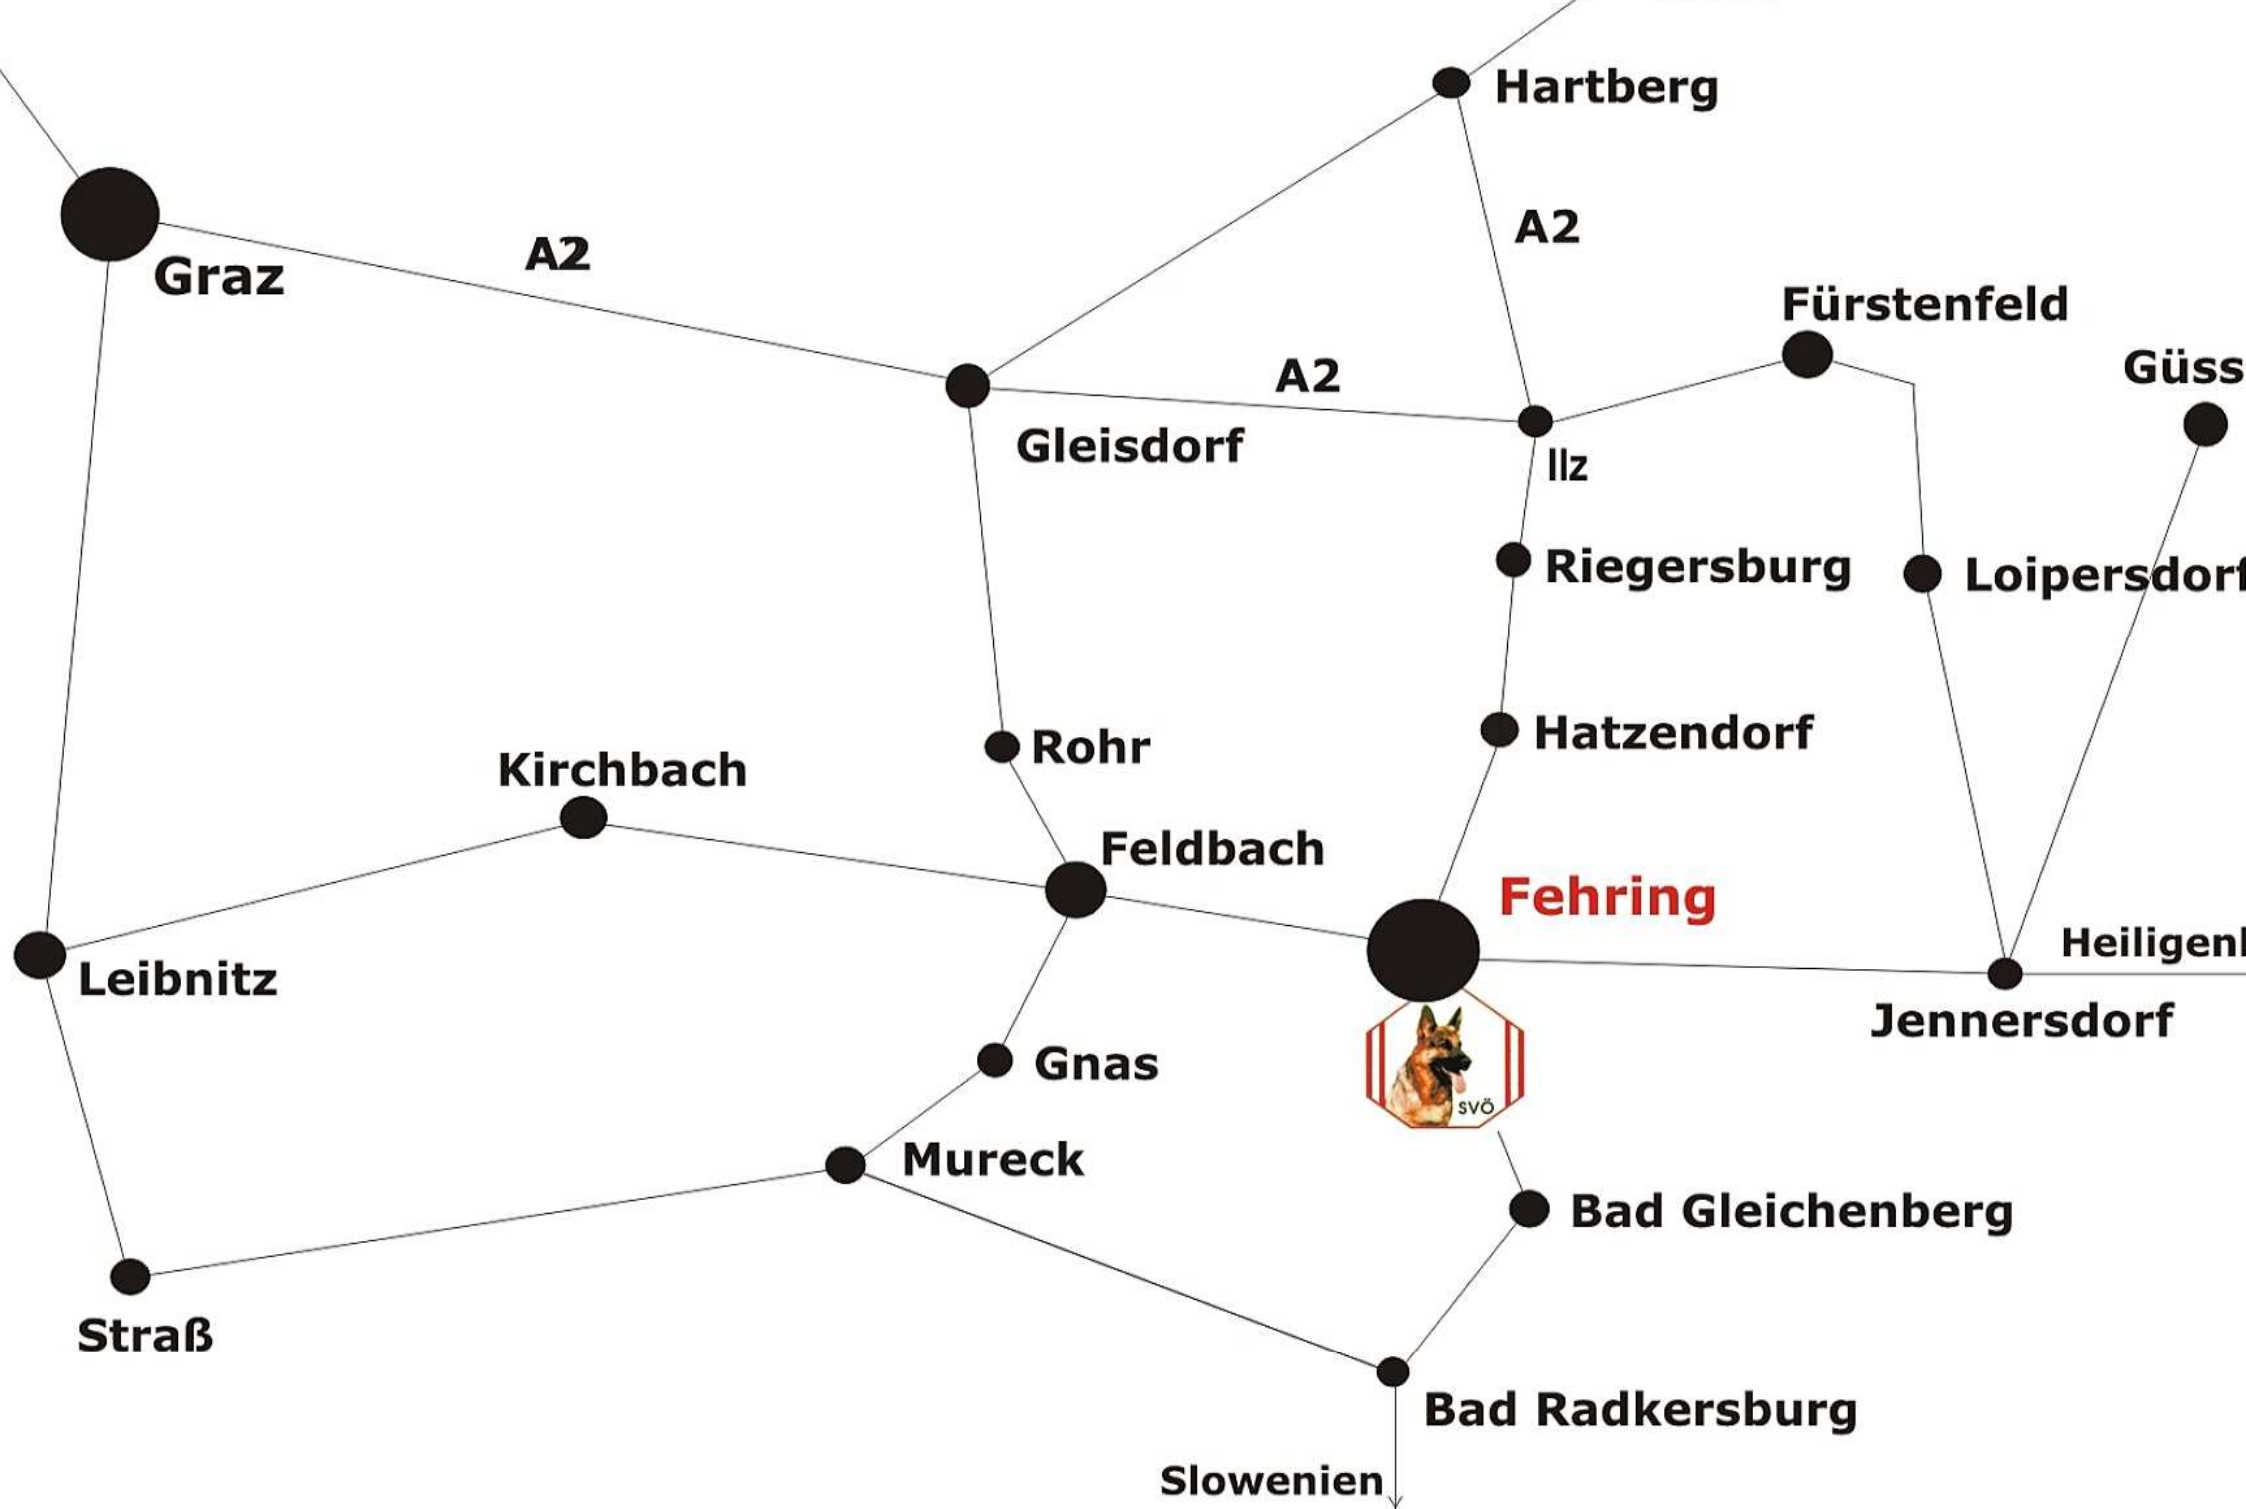 Hartberg
A2
A2
Graz
Fürstenfeld
Güss
A2
Gleisdorf
Ilz
Riegersburg
Loipersdorf
Hatzendorf
Rohr
Kirchbach
Feldbach
Fehring
Heiligen
Leibnitz
Jennersdorf
Gnas
SVÖ
Mureck
Bad Gleichenberg
Straß
Bad Radkersburg
Slowenien